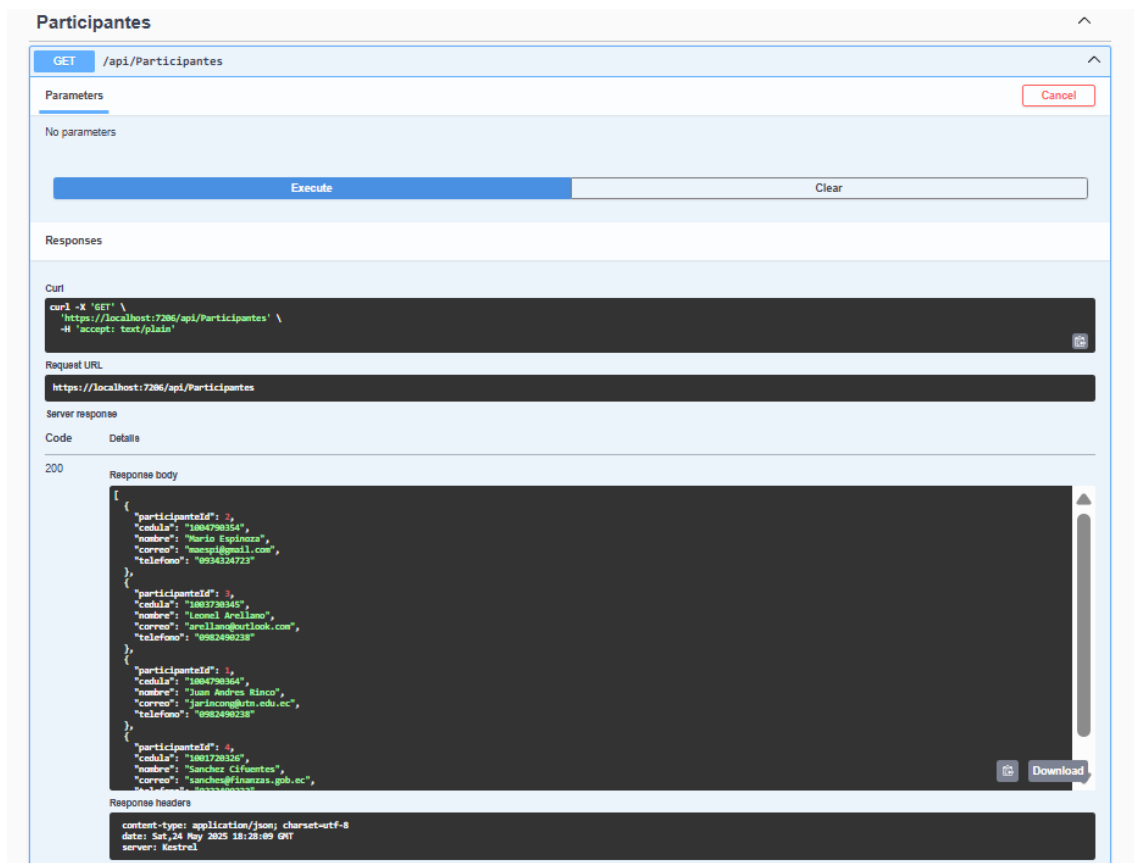 Participantes
GET /api/Participantes
Parameters
Cancel
No parameters
Execute
Clear
Responses
Curl
curl -X 'GET' \
'https://localhost:7206/api/Participantes' \
-H 'accept: text/plain'
Request URL
https://localhost:7206/api/Participantes
Server response
Code Details
200
Response body
[
{
"participanteId": 2,
"cedula": "1004790354",
"nombre": "Mario Espinoza",
"correo": "maespi@gmail.com",
"telefono": "0934324723"
},
{
"participanteId": 3,
"cedula": "1003730345",
"nombre": "Leonel Arellano",
"correo": "arellano@outlook.com",
"telefono": "0982490238"
},
{
"participanteId": 1,
"cedula": "1004790364",
"nombre": "Juan Andres Rinco",
"correo": "jarincong@utn.edu.ec",
"telefono": "0982490238"
},
{
"participanteId": 4,
"cedula": "1001720326",
"nombre": "Sanchez Cifuentes",
"correo": "sanches@finanzas.gob.ec",
Download
Response headers
content-type: application/json; charset=utf-8
date: Sat,24 May 2025 18:28:09 GMT
server: Kestrel